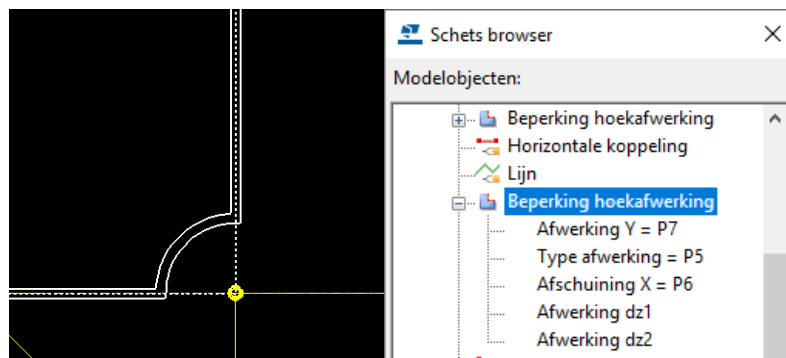 Schets browser
Modelobjecten:
Beperking hoekafwerking
Horizontale koppeling
Lijn
Beperking hoekafwerking
Afwerking Y = P7
Type afwerking = P5
Afschuining X = P6
Afwerking dz1
Afwerking dz2